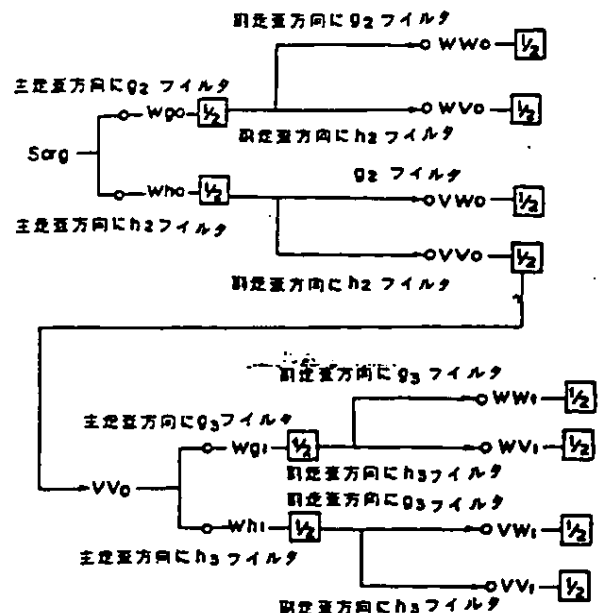 副走査方向にg2フィルタ
WW0 1/2
主走査方向にg2フィルタ
Wg0 1/2
WV0 1/2
副走査方向にh2フィルタ
Sorg
g2フィルタ
Wh0 1/2
VW0 1/2
主走査方向にh2フィルタ
VV0 1/2
副走査方向にh2フィルタ
副走査方向にg3フィルタ
WW1 1/2
主走査方向にg3フィルタ
Wg1 1/2
WV1 1/2
副走査方向にh3フィルタ
VV0
副走査方向にg3フィルタ
Wh1 1/2
VW1 1/2
主走査方向にh3フィルタ
VV1 1/2
副走査方向にh3フィルタ